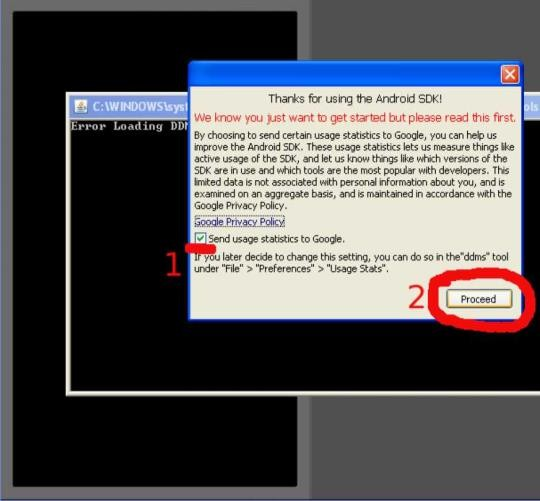 C:\WINDOWS\syst
ols
Error Loading DDM
Thanks for using the Android SDK!
We know you just want to get started but please read this first.
By choosing to send certain usage statistics to Google, you can help us
improve the Android SDK. These usage statistics lets us measure things like
active usage of the SDK, and let us know things like which versions of the
SDK are in use and which tools are the most popular with developers. This
limited data is not associated with personal information about you, and is
examined on an aggregate basis, and is maintained in accordance with the
Google Privacy Policy.
Google Privacy Policy
Send usage statistics to Google.
1
If you later decide to change this setting, you can do so in the"ddms" tool
under "File" > "Preferences" > "Usage Stats".
2
Proceed